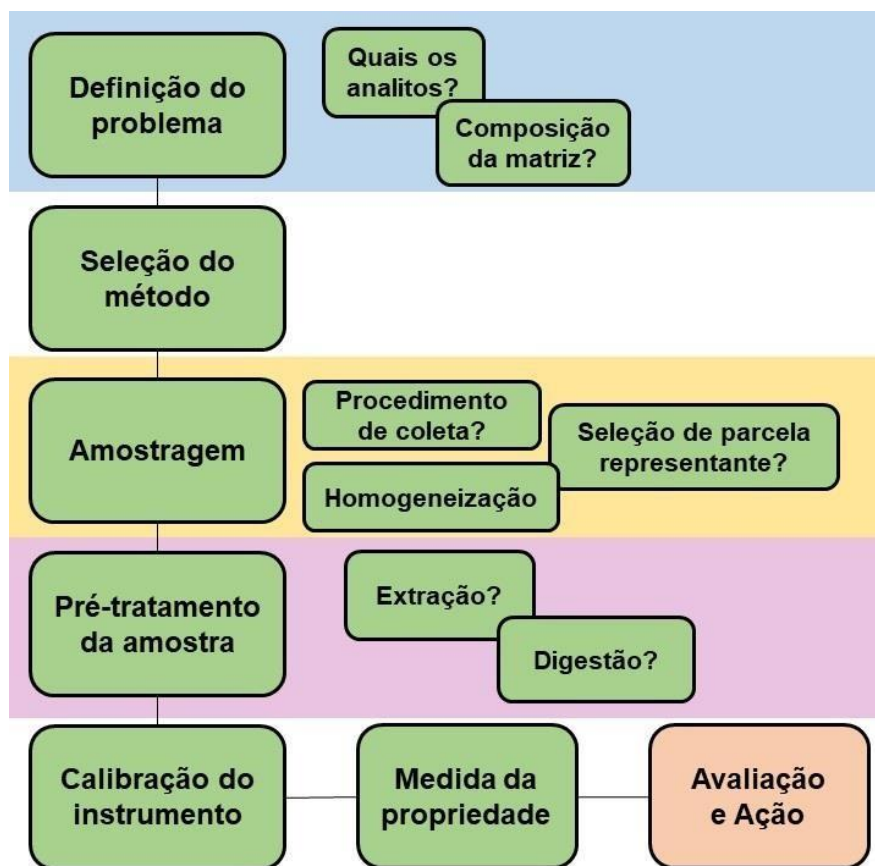 Definição do
problema
Quais os
analitos?
Composição
da matriz?
Seleção do
método
Amostragem
Procedimento
de coleta?
Seleção de parcela
representante?
Homogeneização
Pré-tratamento
da amostra
Extração?
Digestão?
Calibração do
instrumento
Medida da
propriedade
Avaliação
e Ação